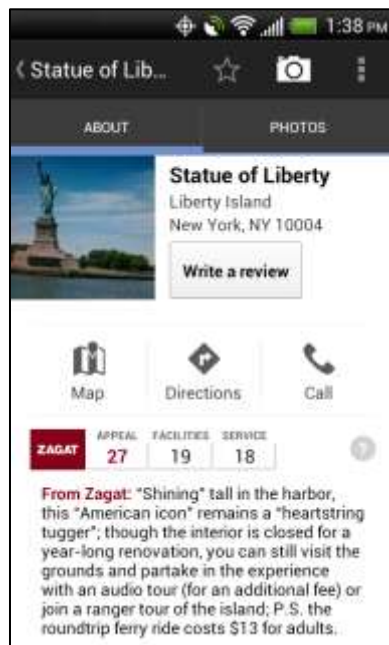 1:38 PM
Statue of Lib...
ABOUT PHOTOS
Statue of Liberty
Liberty Island
New York, NY 10004
Write a review
Map Directions Call
APPEAL FACILITIES SERVICE
ZAGAT 27 19 18 ?
From Zagat: "Shining" tall in the harbor,
this "American icon" remains a "heartstring
tugger"; though the interior is closed for a
year-long renovation, you can still visit the
grounds and partake in the experience
with an audio tour (for an additional fee) or
join a ranger tour of the island; P.S. the
roundtrip ferry ride costs $13 for adults.